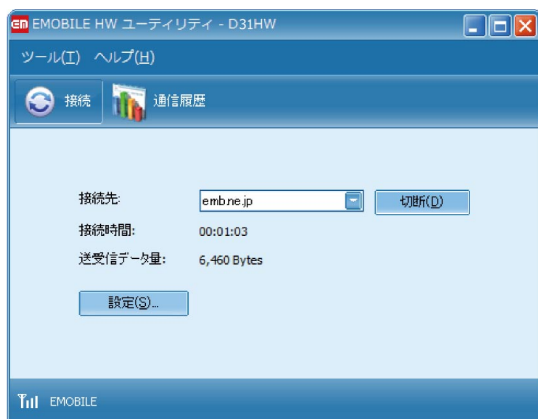 EM EMOBILE HW ユーティリティ - D31HW
ツール(T) ヘルプ(H)
接続 通信履歴
接続先: emb.ne.jp 切断(D)
接続時間: 00:01:03
送受信データ量: 6,460 Bytes
設定(S)...
EMOBILE